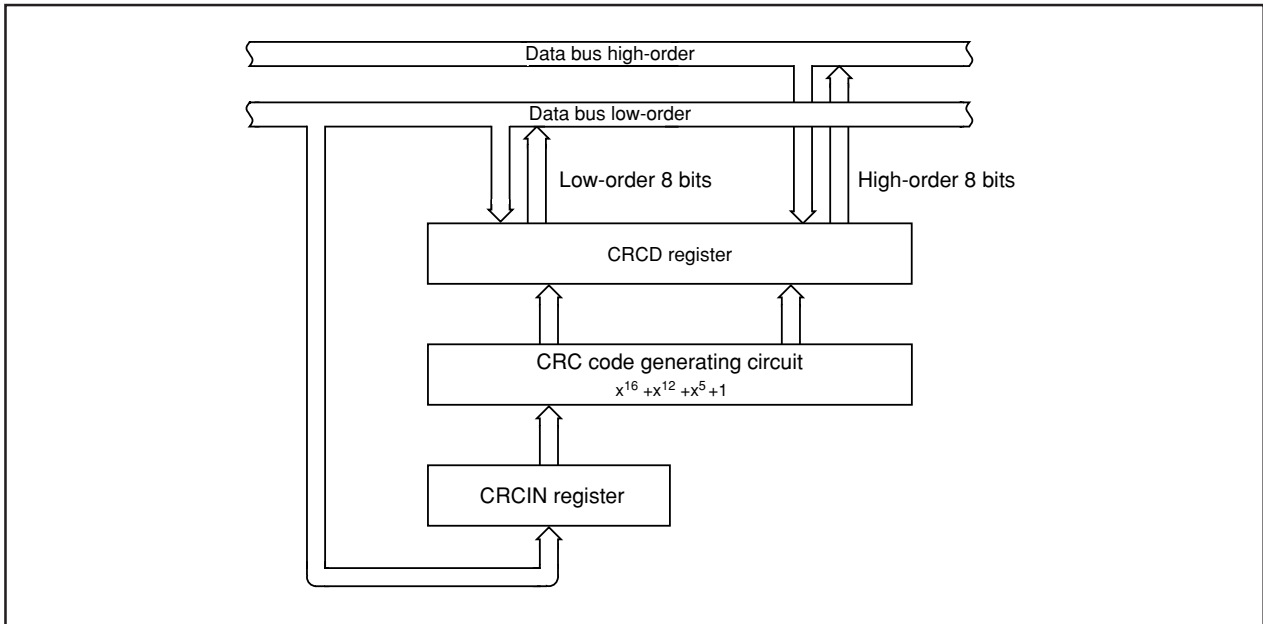 Data bus high-order
Data bus low-order
Low-order 8 bits
High-order 8 bits
CRCD register
CRC code generating circuit
x¹⁶ +x¹² +x⁵ +1
CRCIN register